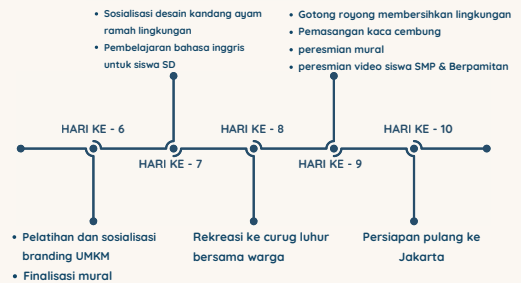 • Sosialisasi desain kandang ayam
ramah lingkungan
• Pembelajaran bahasa inggris
untuk siswa SD
• Gotong royong membersihkan lingkungan
• Pemasangan kaca cembung
• peresmian mural
• peresmian video siswa SMP & Berpamitan
HARI KE - 6
HARI KE - 7
HARI KE - 8
HARI KE - 9
HARI KE - 10
• Pelatihan dan sosialisasi
branding UMKM
• Finalisasi mural
Rekreasi ke curug luhur
bersama warga
Persiapan pulang ke
Jakarta